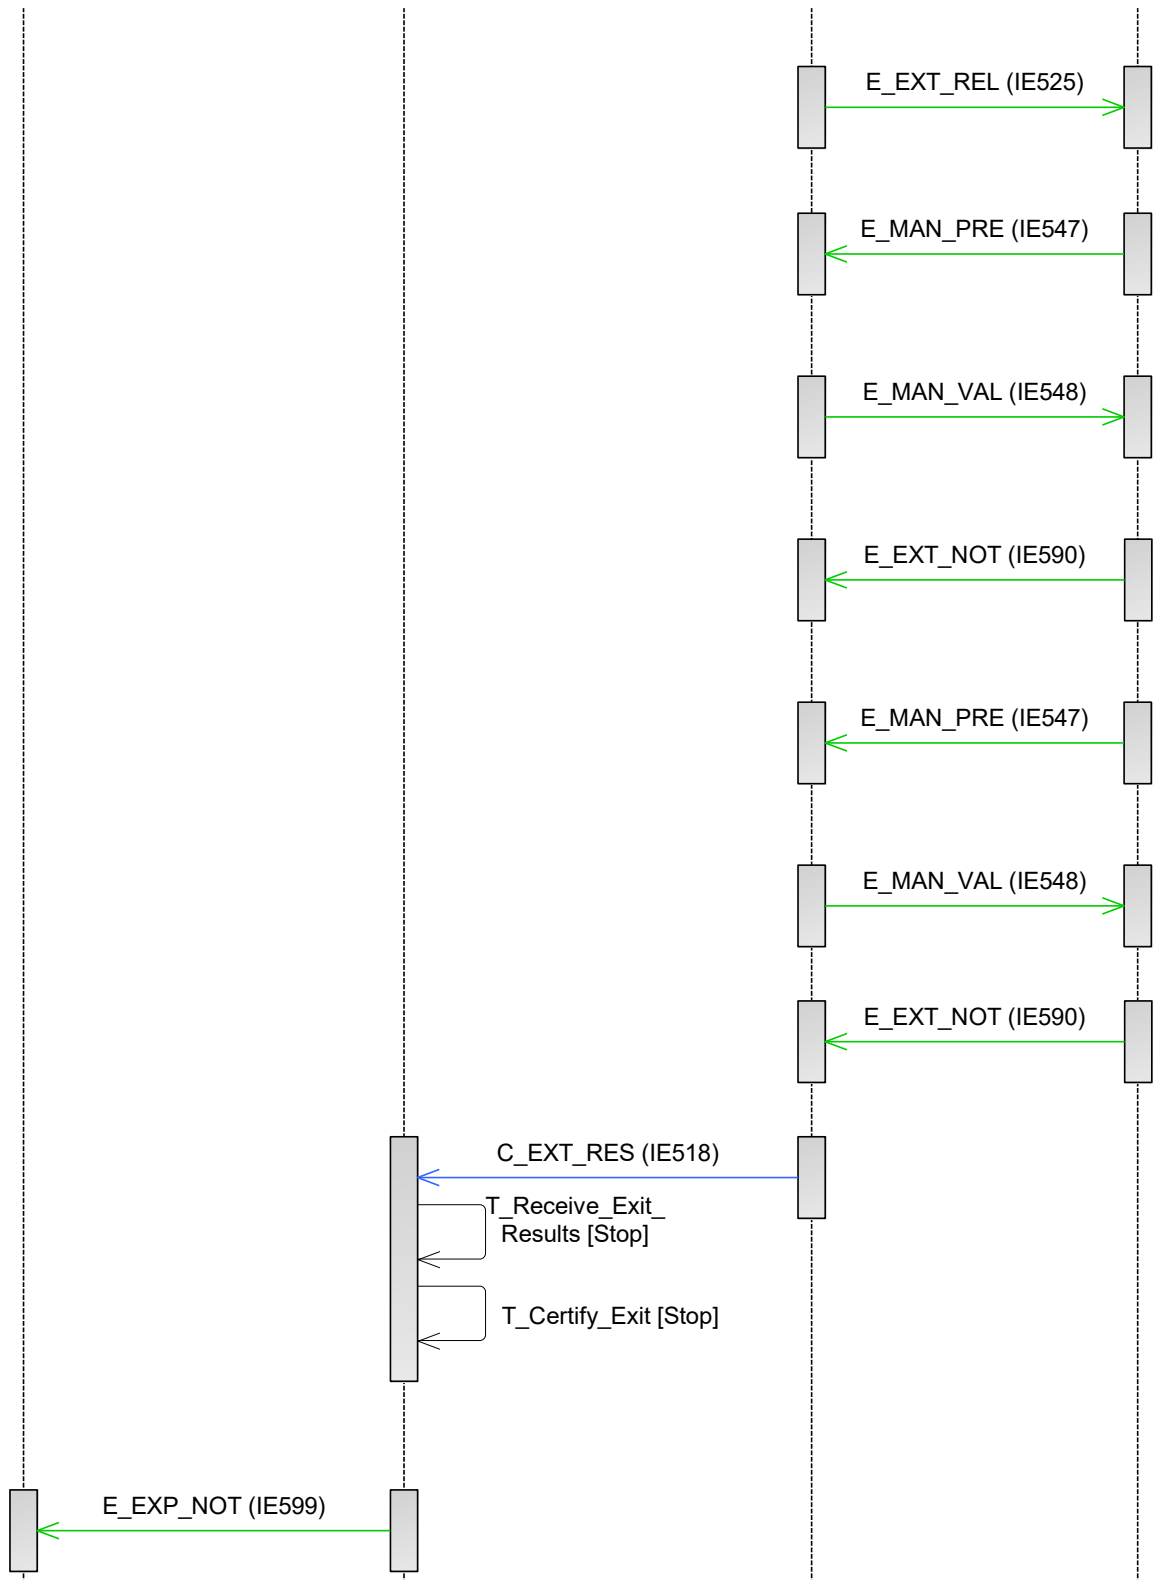 E_EXT_REL (IE525)
E_MAN_PRE (IE547)
E_MAN_VAL (IE548)
E_EXT_NOT (IE590)
E_MAN_PRE (IE547)
E_MAN_VAL (IE548)
E_EXT_NOT (IE590)
C_EXT_RES (IE518)
T_Receive_Exit_
Results [Stop]
T_Certify_Exit [Stop]
E_EXP_NOT (IE599)